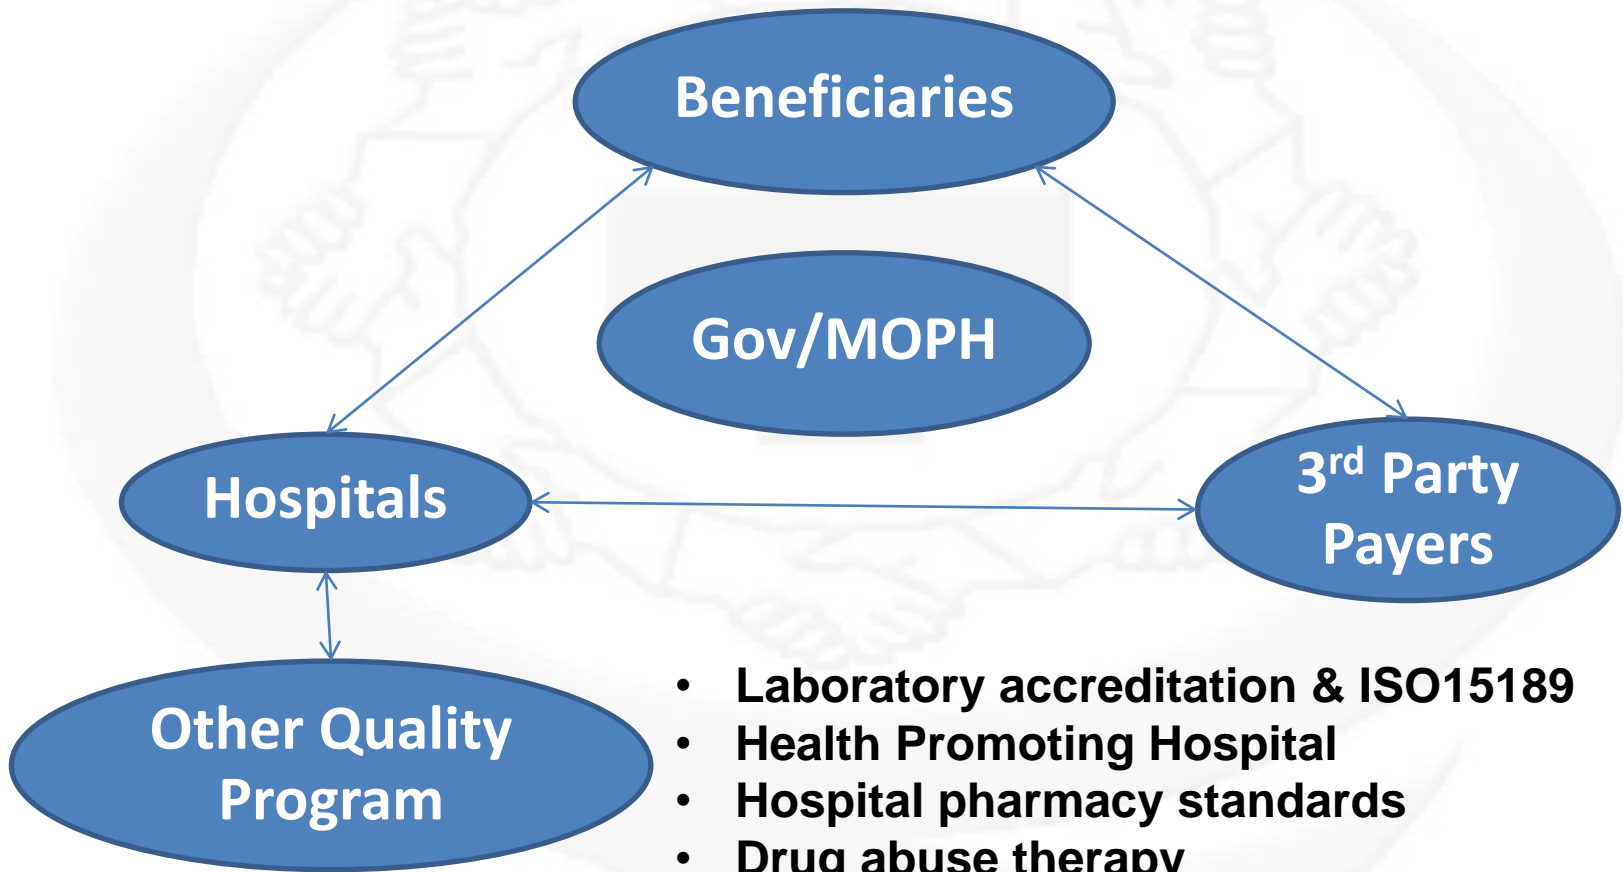 Beneficiaries
Gov/MOPH
Hospitals
3rd Party
Payers
Other Quality
Program
• Laboratory accreditation & ISO15189
• Health Promoting Hospital
• Hospital pharmacy standards
• Drug abuse therapy